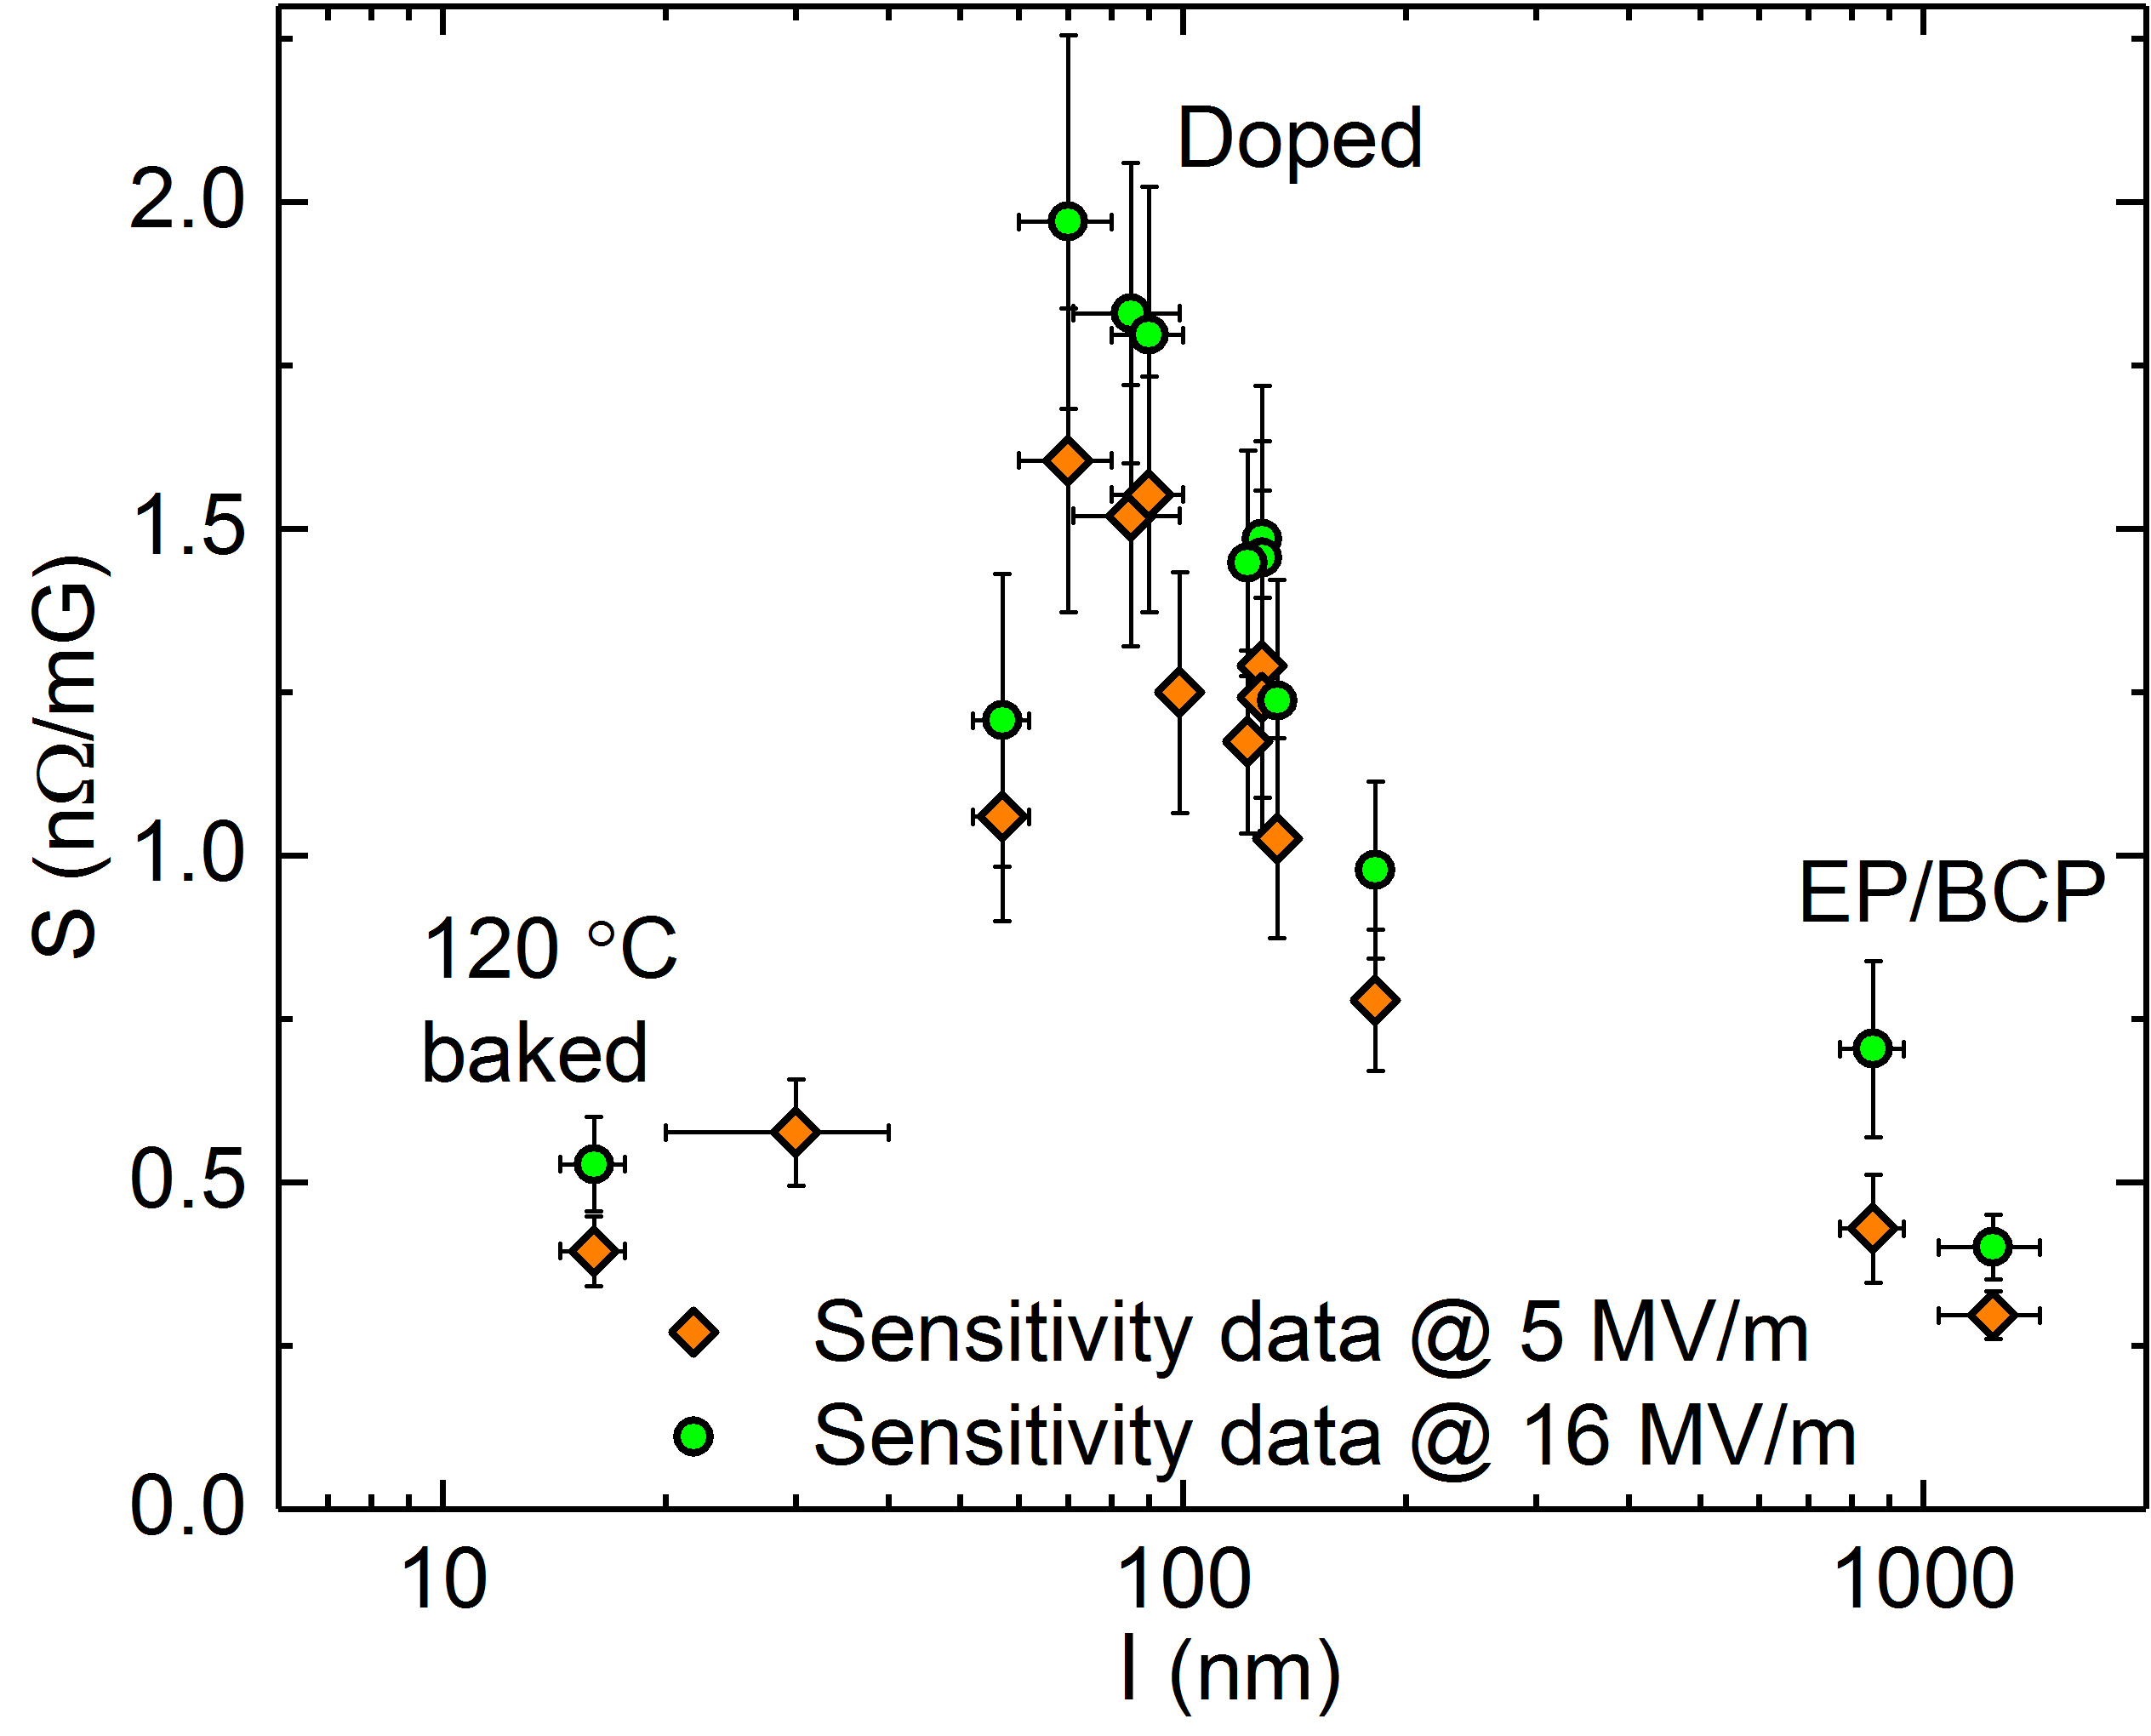 Doped
2.0
1.5
1.0
0.5
0.0
S (nΩ/mG)
EP/BCP
120 °C
baked
Sensitivity data @ 5 MV/m
Sensitivity data @ 16 MV/m
10
100
1000
l (nm)